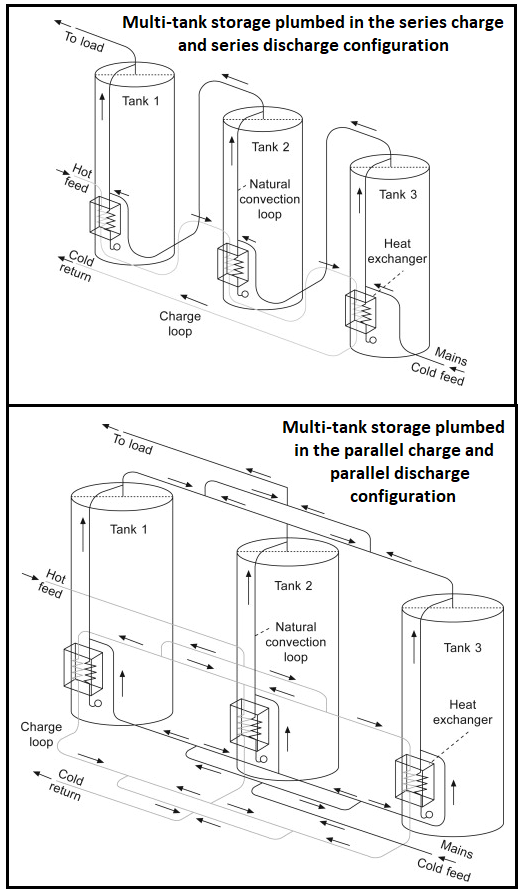 Multi-tank storage plumbed in the series charge
and series discharge configuration
To load
Tank 1
Tank 2
Tank 3
Hot
feed
Natural
convection
loop
Heat
exchanger
Cold
return
Charge
loop
Mains
Cold feed
Multi-tank storage plumbed
in the parallel charge and
parallel discharge
configuration
To load
Tank 1
Tank 2
Tank 3
Hot
feed
Natural
convection
loop
Heat
exchanger
Charge
loop
Cold
return
Mains
Cold feed